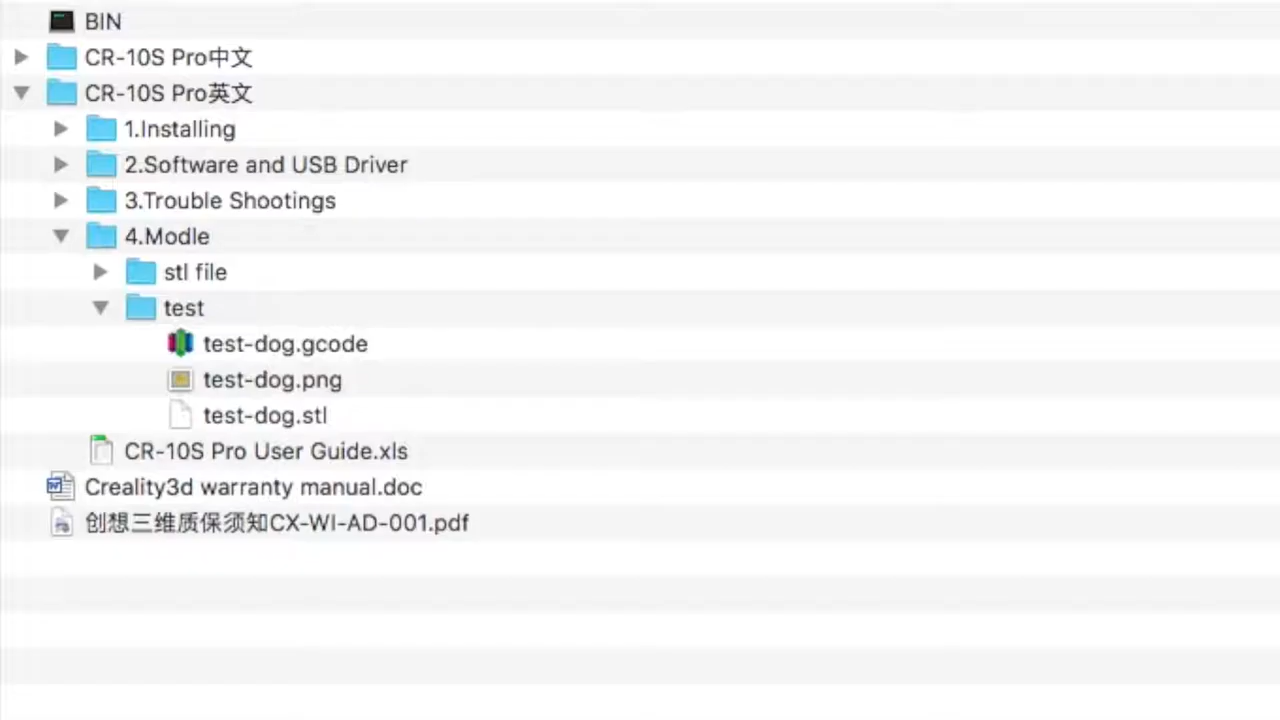 BIN
CR-10S Pro中文
CR-10S Pro英文
1.Installing
2.Software and USB Driver
3.Trouble Shootings
4.Modle
stl file
test
test-dog.gcode
test-dog.png
test-dog.stl
CR-10S Pro User Guide.xls
Creality3d warranty manual.doc
创想三维质保须知CX-WI-AD-001.pdf